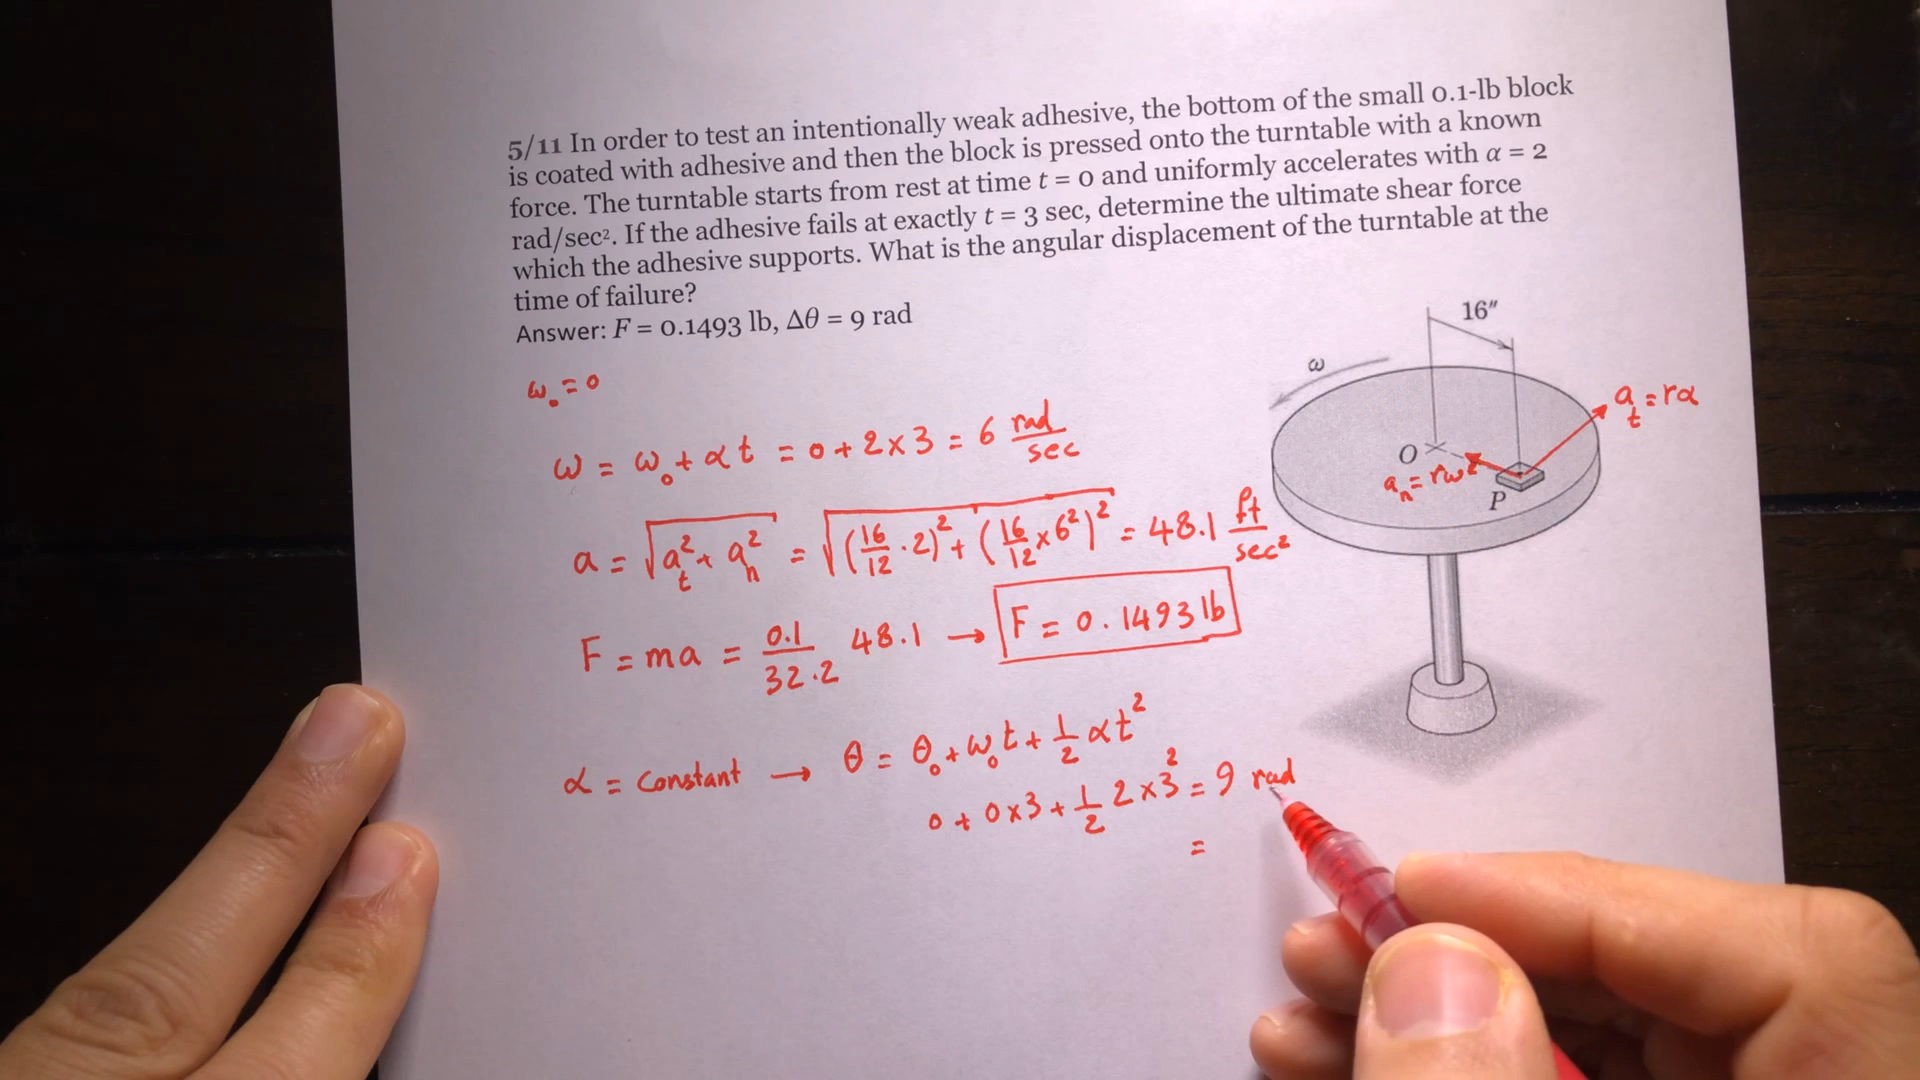 5/11 In order to test an intentionally weak adhesive, the bottom of the small 0.1-lb block
is coated with adhesive and then the block is pressed onto the turntable with a known
force. The turntable starts from rest at time t = 0 and uniformly accelerates with α = 2
rad/sec². If the adhesive fails at exactly t = 3 sec, determine the ultimate shear force
which the adhesive supports. What is the angular displacement of the turntable at the
time of failure?
Answer: F = 0.1493 lb, Δθ = 9 rad
16″
ω
O
P
a_t = rα
a_n = rω²
ω₀ = 0
ω = ω₀ + αt = 0 + 2 × 3 = 6 rad/sec
a = √(a_t² + a_n²) = √((16/12 · 2)² + (16/12 × 6²)²) = 48.1 ft/sec²
F = ma = 0.1/32.2 48.1 → F = 0.1493 lb
α = constant → θ = θ₀ + ω₀t + 1/2 αt²
0 + 0 × 3 + 1/2 2 × 3² = 9 rad
=